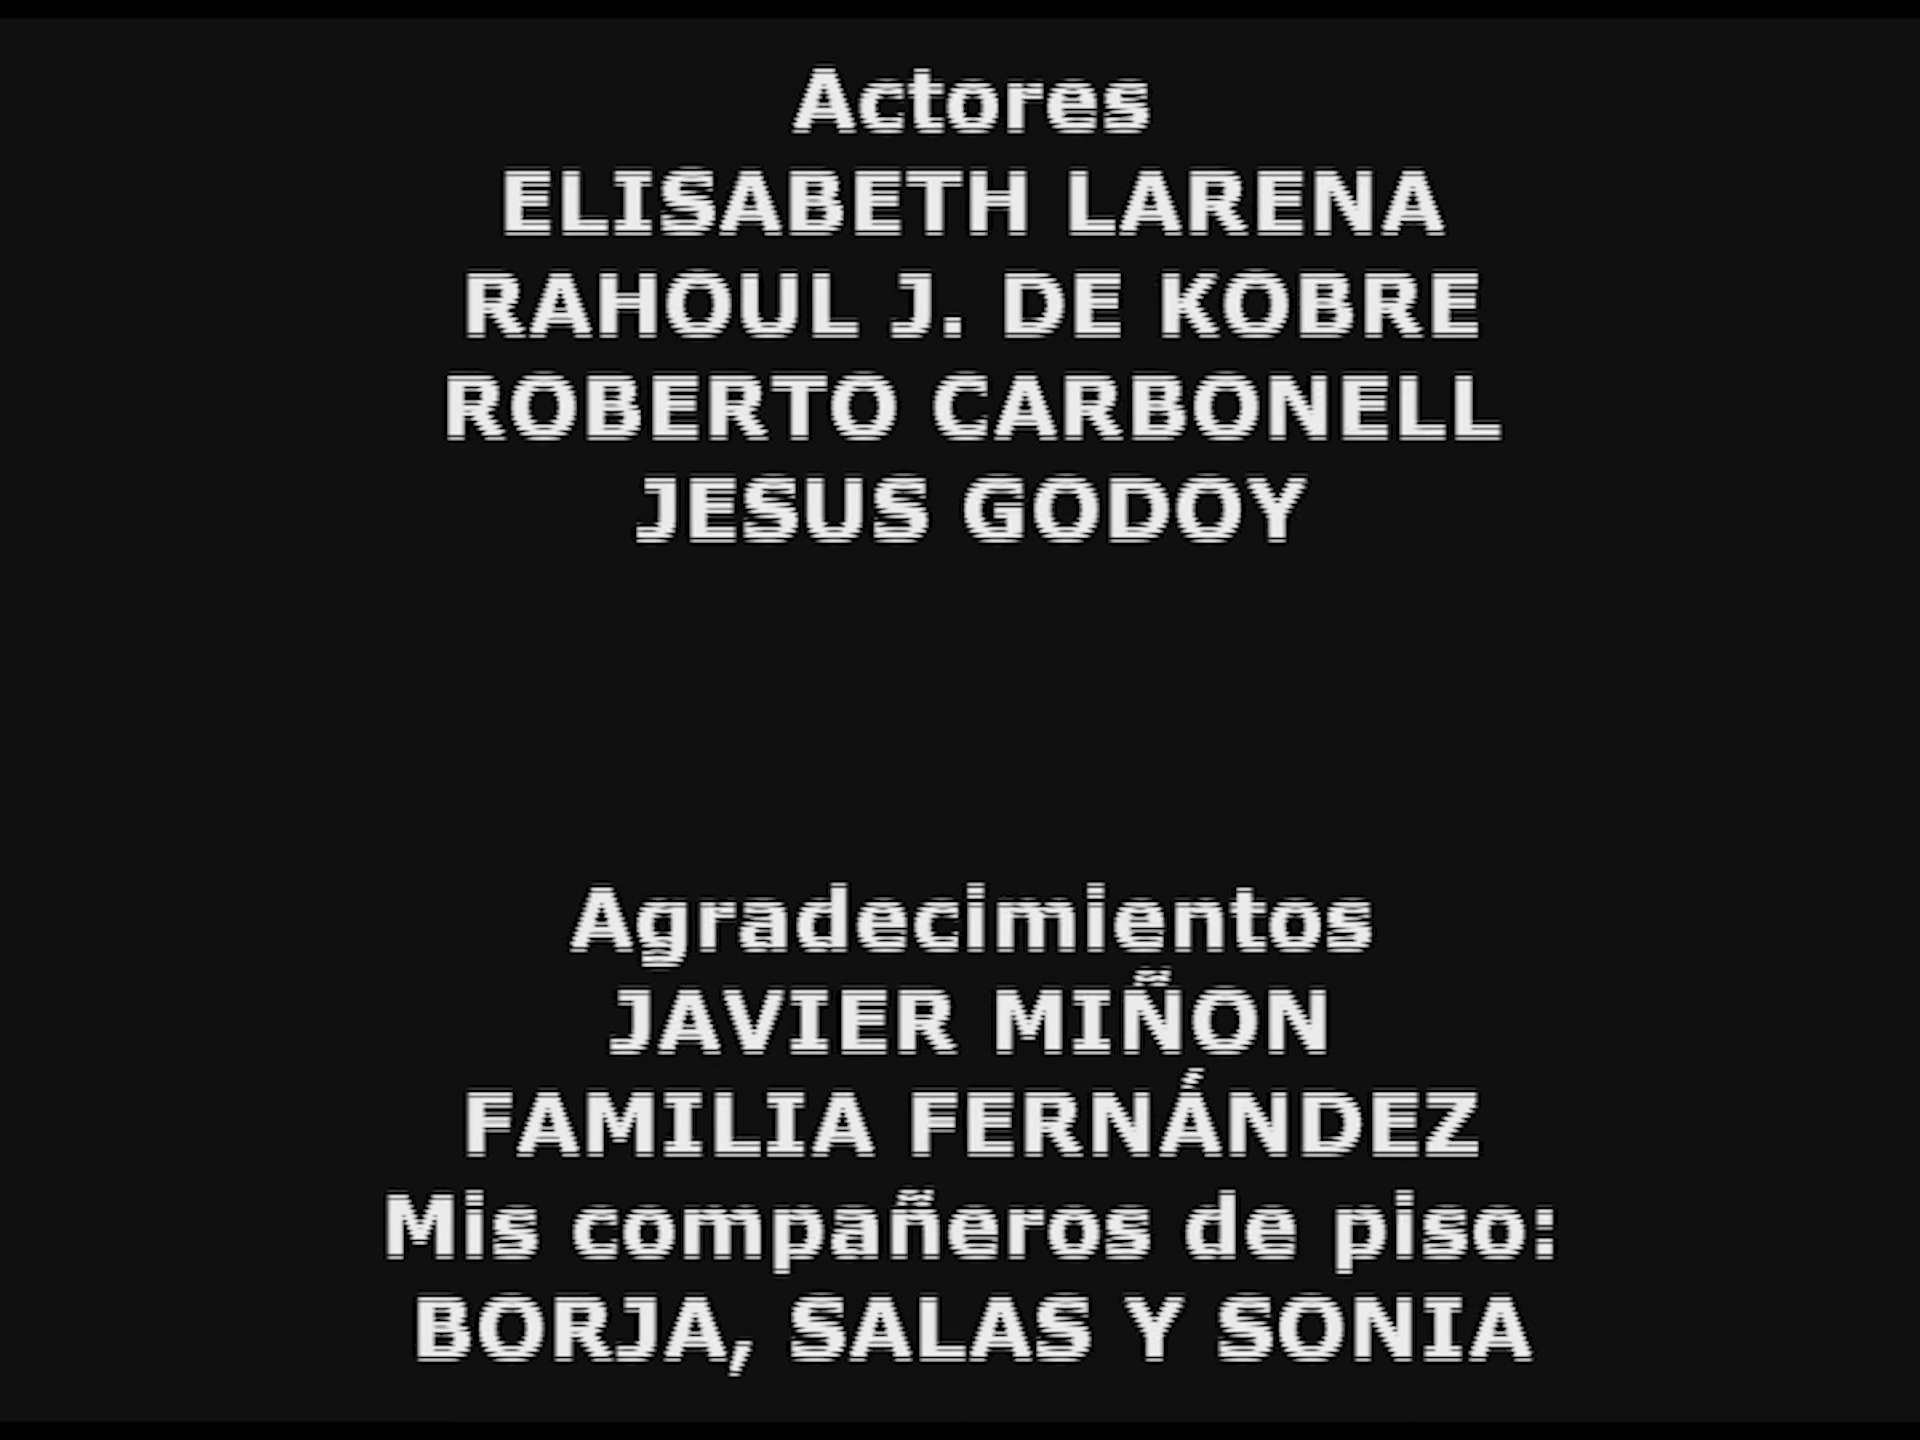 Actores
ELISABETH LARENA
RAHOUL J. DE KOBRE
ROBERTO CARBONELL
JESUS GODOY
Agradecimientos
JAVIER MIÑON
FAMILIA FERNÁNDEZ
Mis compañeros de piso:
BORJA, SALAS Y SONIA